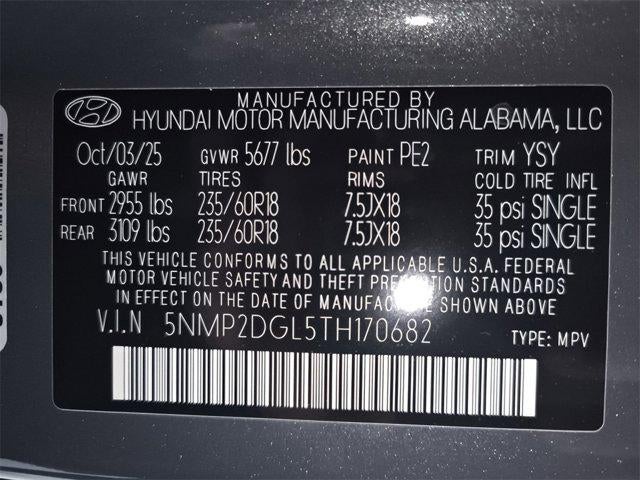 MANUFACTURED BY
HYUNDAI MOTOR MANUFACTURING ALABAMA, LLC
Oct/03/25 GVWR 5677 lbs PAINT PE2 TRIM YSY
GAWR TIRES RIMS COLD TIRE INFL
FRONT 2955 lbs 235/60R18 7.5JX18 35 psi SINGLE
REAR 3109 lbs 235/60R18 7.5JX18 35 psi SINGLE
THIS VEHICLE CONFORMS TO ALL APPLICABLE U.S.A. FEDERAL
MOTOR VEHICLE SAFETY AND THEFT PREVENTION STANDARDS
IN EFFECT ON THE DATE OF MANUFACTURE SHOWN ABOVE
V.I.N 5NMP2DGL5TH170682 TYPE: MPV